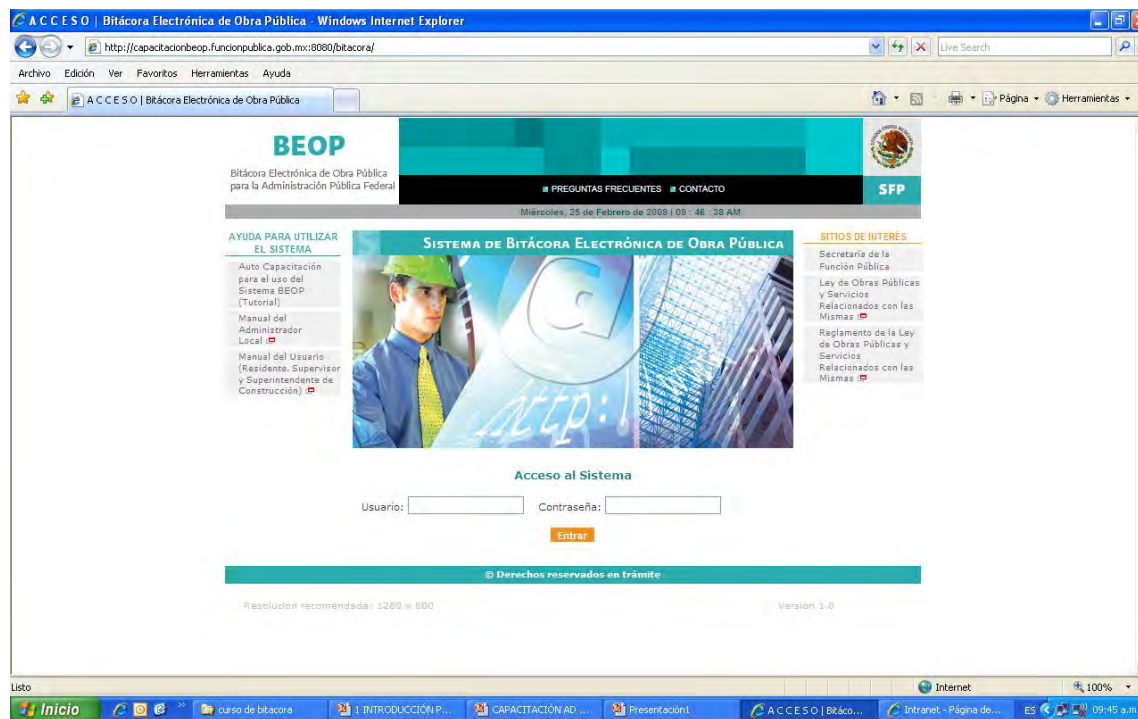 A C C E S O | Bitácora Electrónica de Obra Pública - Windows Internet Explorer
http://capacitacionbeop.funcionpublica.gob.mx:8080/bitacora/
Live Search
Archivo Edición Ver Favoritos Herramientas Ayuda
A C C E S O | Bitácora Electrónica de Obra Pública
Página
Herramientas
BEOP
Bitácora Electrónica de Obra Pública
para la Administración Pública Federal
PREGUNTAS FRECUENTES CONTACTO
SFP
Miércoles, 25 de Febrero de 2009 | 09 : 46 : 38 AM
AYUDA PARA UTILIZAR
EL SISTEMA
Auto Capacitación
para el uso del
Sistema BEOP
(Tutorial)
Manual del
Administrador
Local
Manual del Usuario
(Residente, Supervisor
y Superintendente de
Construcción)
SISTEMA DE BITÁCORA ELECTRÓNICA DE OBRA PÚBLICA
@
http:
SITIOS DE INTERÉS
Secretaría de la
Función Pública
Ley de Obras Públicas
y Servicios
Relacionados con las
Mismas
Reglamento de la Ley
de Obras Públicas y
Servicios
Relacionados con las
Mismas
Acceso al Sistema
Usuario:
Contraseña:
Entrar
© Derechos reservados en trámite
Resolución recomendada: 1280 x 800
Versión 1.0
Listo
Internet
100%
Inicio
curso de bitacora
1 INTRODUCCIÓN P...
CAPACITACIÓN AD ...
Presentación1
A C C E S O | Bitáco...
Intranet - Página de...
ES
09:45 a.m.